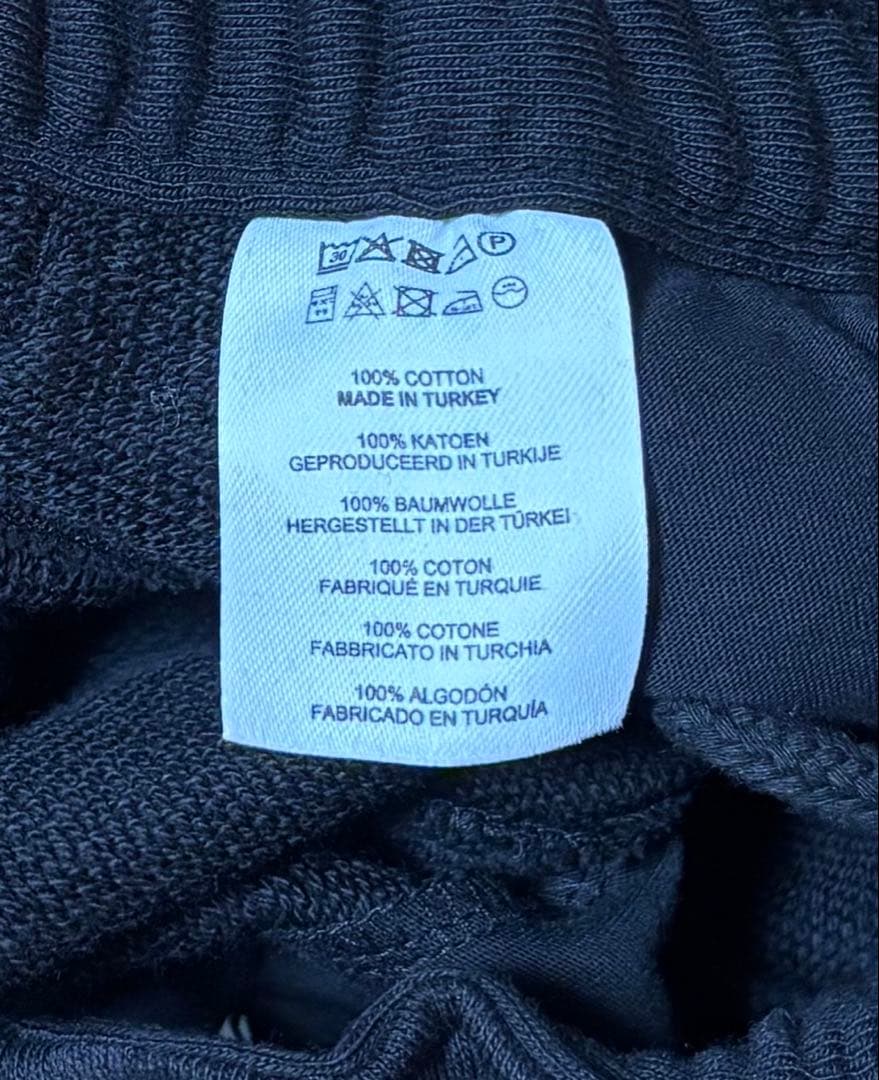 30 P
100% COTTON
MADE IN TURKEY
100% KATOEN
GEPRODUCEERD IN TURKIJE
100% BAUMWOLLE
HERGESTELLT IN DER TÜRKEI
100% COTON
FABRIQUÉ EN TURQUIE
100% COTONE
FABBRICATO IN TURCHIA
100% ALGODÓN
FABRICADO EN TURQUÍA